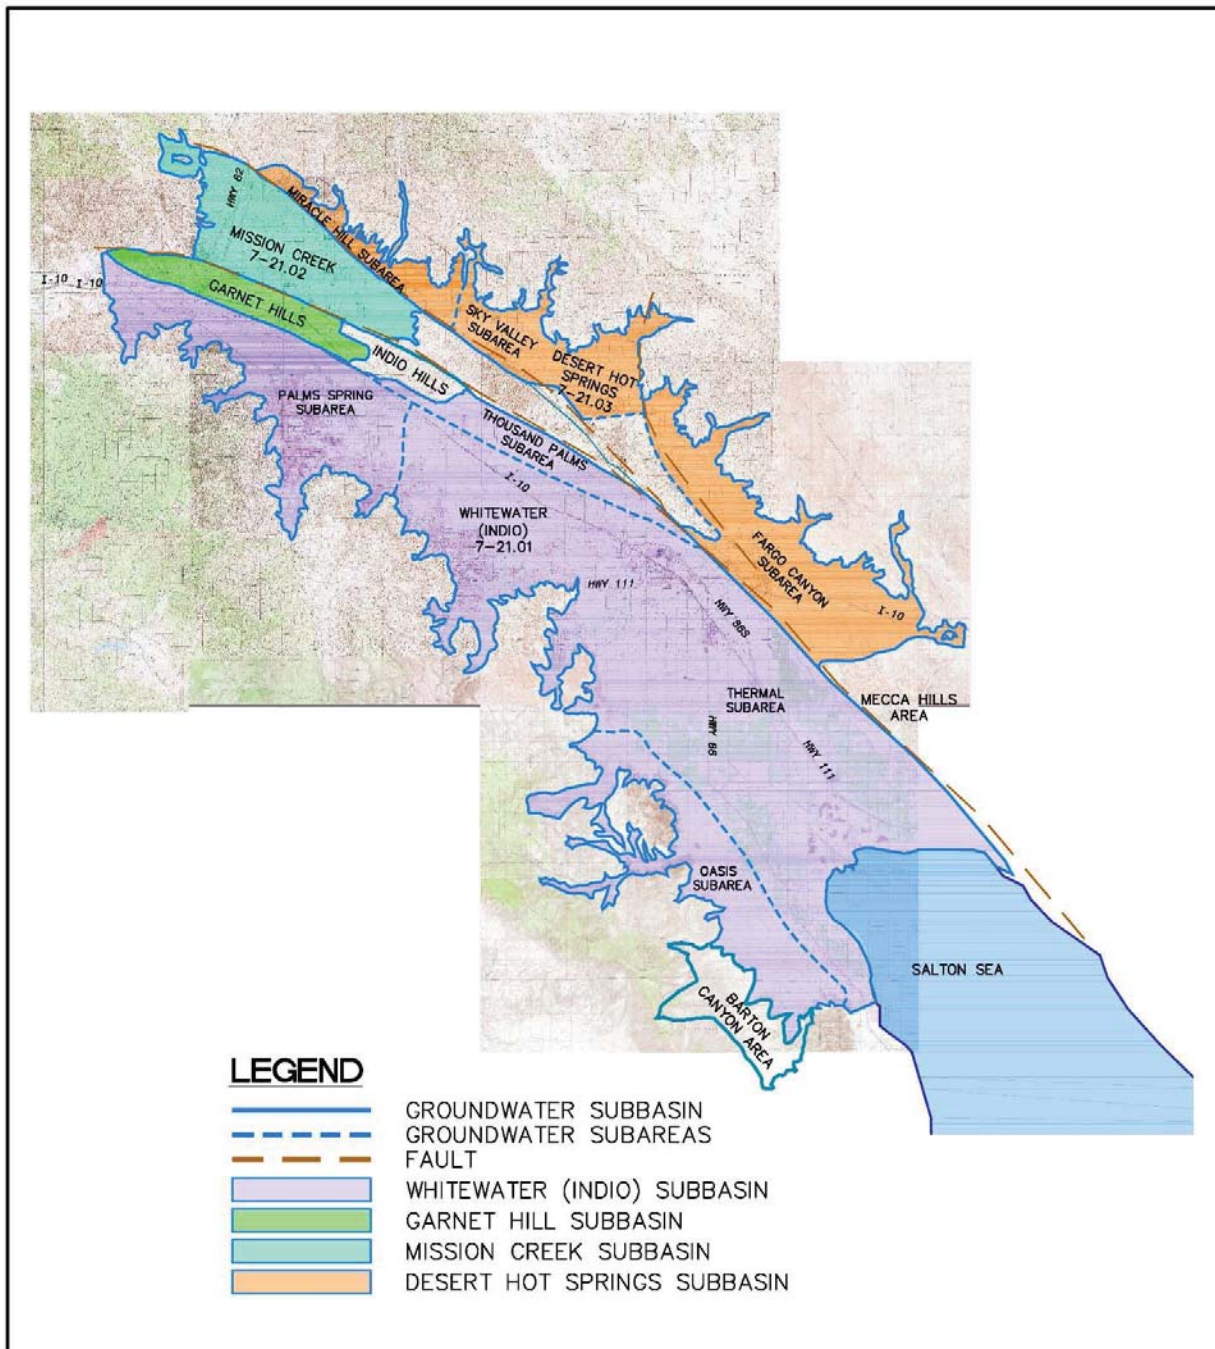 HWY 62
MIRACLE HILL SUBAREA
MISSION CREEK
7-21.02
I-10
I-10
GARNET HILLS
SKY VALLEY
SUBAREA
DESERT HOT
SPRINGS
7-21.03
INDIO HILLS
PALMS SPRING
SUBAREA
THOUSAND PALMS
SUBAREA
I-10
WHITEWATER
(INDIO)
7-21.01
FARGO CANYON
SUBAREA
HWY 111
HWY 86S
I-10
THERMAL
SUBAREA
MECCA HILLS
AREA
HWY 86
HWY 111
OASIS
SUBAREA
SALTON SEA
BARTON
CANYON AREA
LEGEND
GROUNDWATER SUBBASIN
GROUNDWATER SUBAREAS
FAULT
WHITEWATER (INDIO) SUBBASIN
GARNET HILL SUBBASIN
MISSION CREEK SUBBASIN
DESERT HOT SPRINGS SUBBASIN